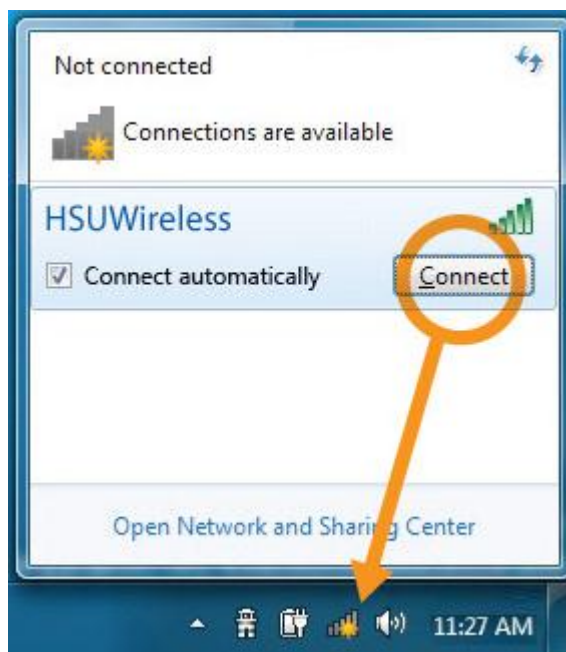 Not connected
Connections are available
HSUWireless
Connect automatically
Connect
Open Network and Sharing Center
11:27 AM